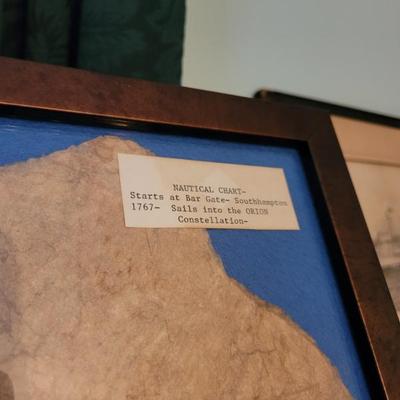 NAUTICAL CHART-
Starts at Bar Gate- Southhampton
1767- Sails into the ORION
Constellation-